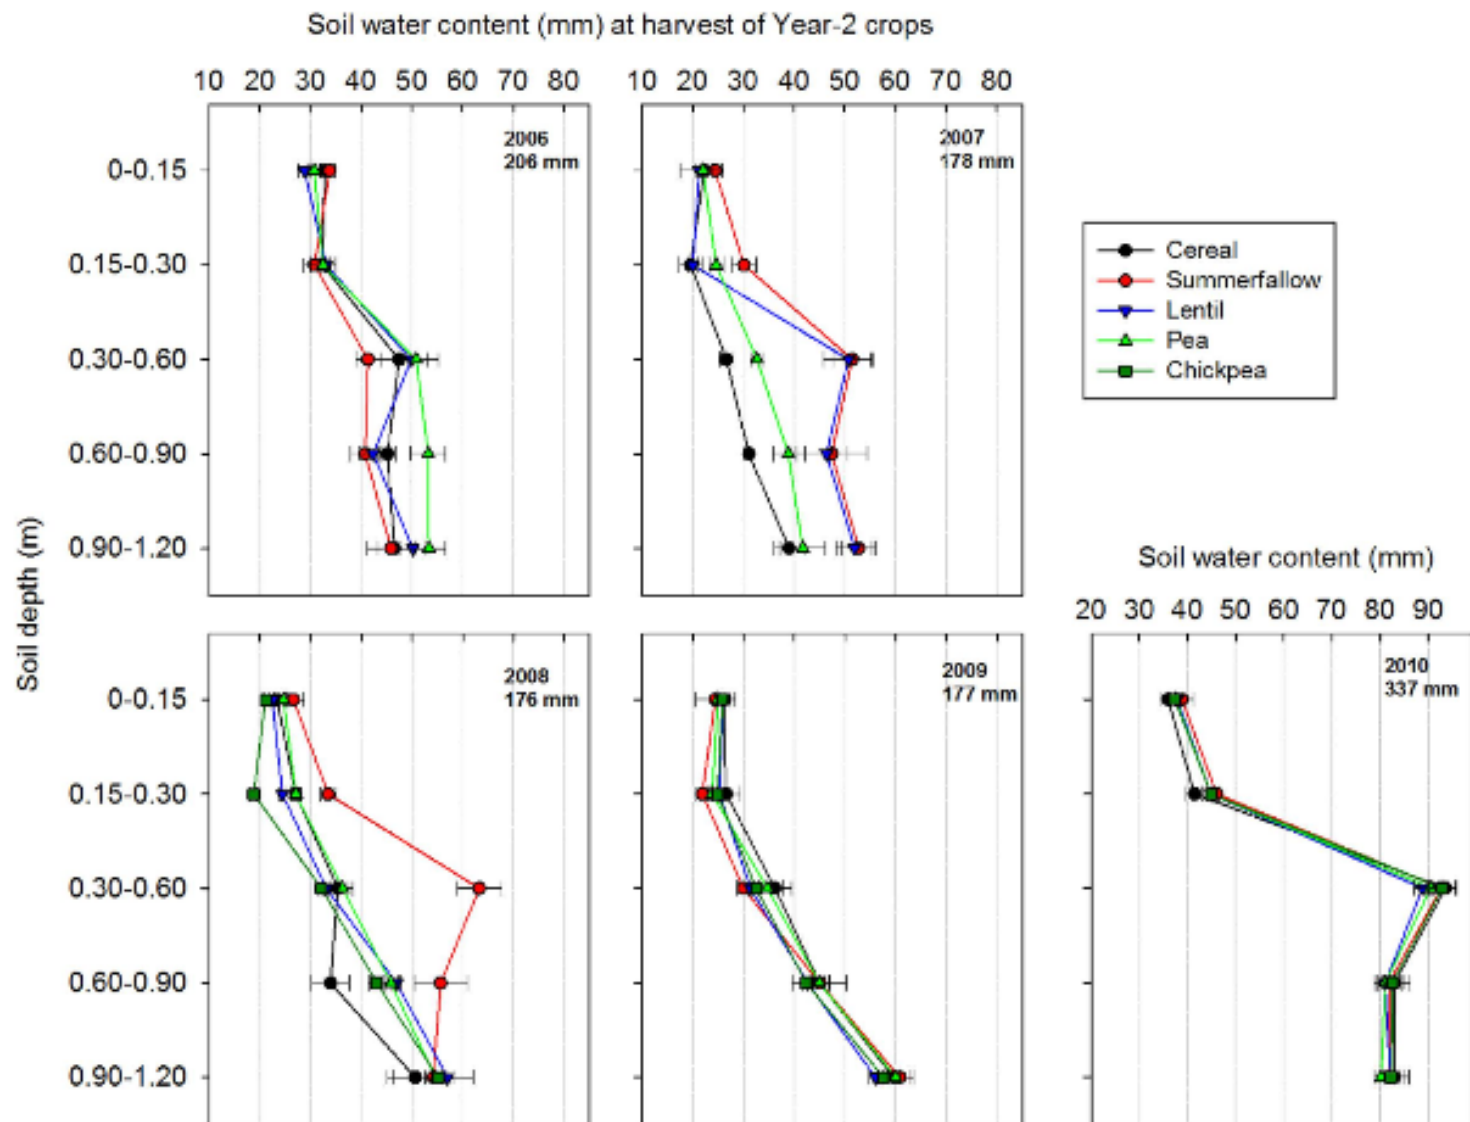 Soil water content (mm) at harvest of Year-2 crops
10 20 30 40 50 60 70 80
10 20 30 40 50 60 70 80
2006
206 mm
2007
178 mm
0-0.15
0.15-0.30
0.30-0.60
0.60-0.90
0.90-1.20
Cereal
Summerfallow
Lentil
Pea
Chickpea
Soil depth (m)
Soil water content (mm)
20 30 40 50 60 70 80 90
2008
176 mm
2009
177 mm
2010
337 mm
0-0.15
0.15-0.30
0.30-0.60
0.60-0.90
0.90-1.20